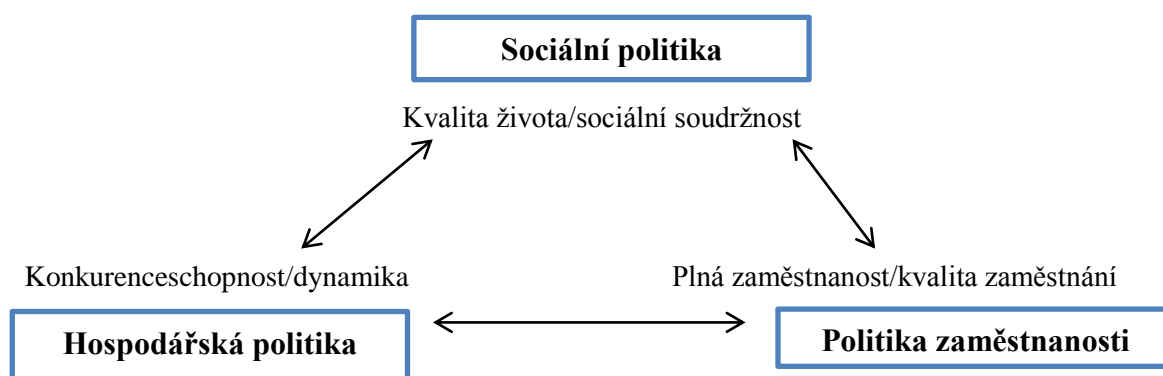 Sociální politika
Kvalita života/sociální soudržnost
Konkurenceschopnost/dynamika
Plná zaměstnanost/kvalita zaměstnání
Hospodářská politika
Politika zaměstnanosti